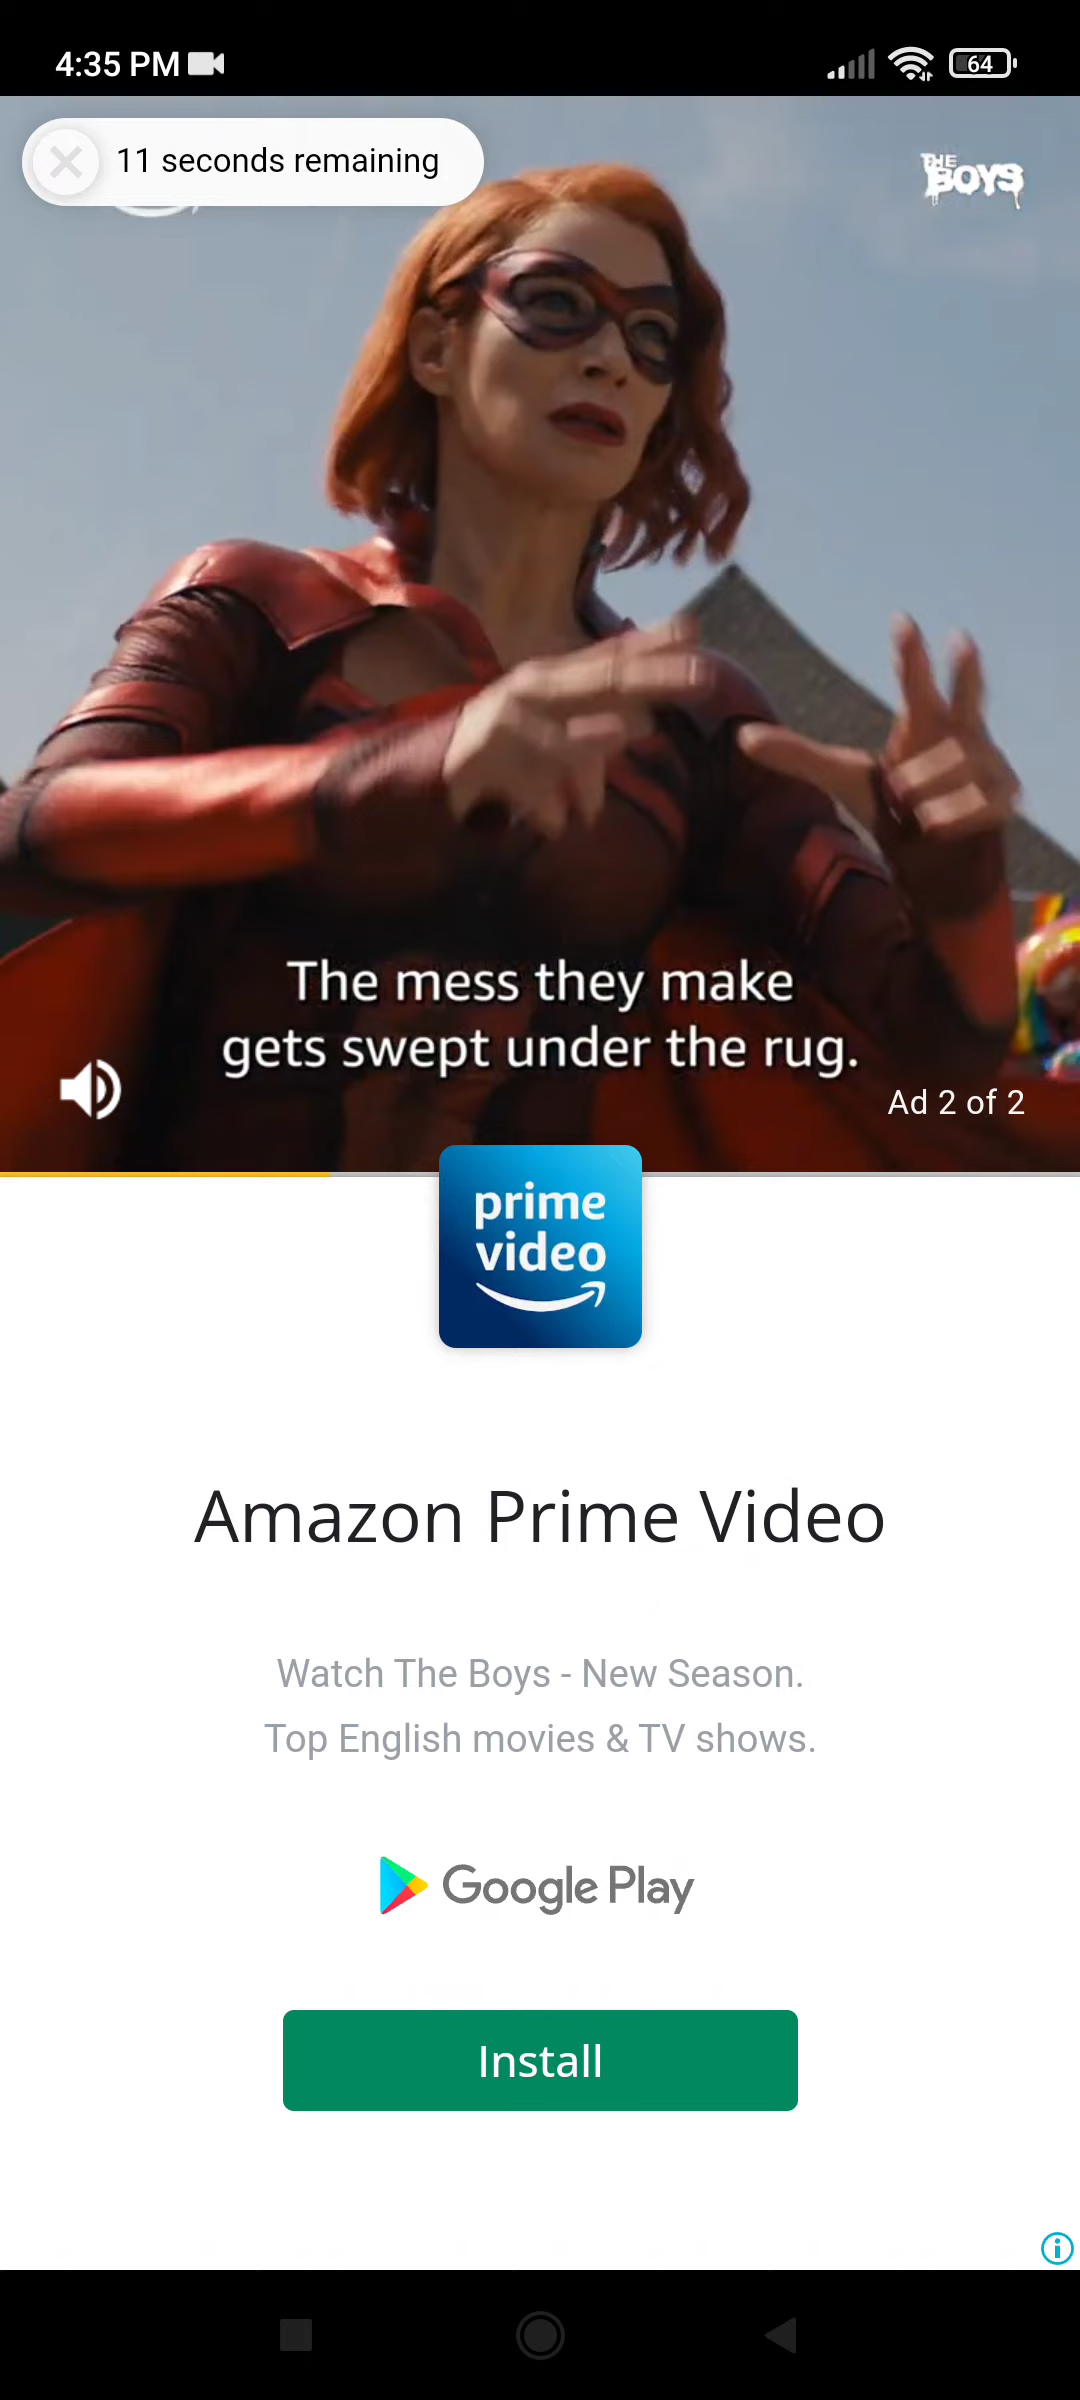 4:35 PM
64
11 seconds remaining
THE
BOYS
The mess they make
gets swept under the rug.
Ad 2 of 2
prime
video
Amazon Prime Video
Watch The Boys - New Season.
Top English movies & TV shows.
Google Play
Install